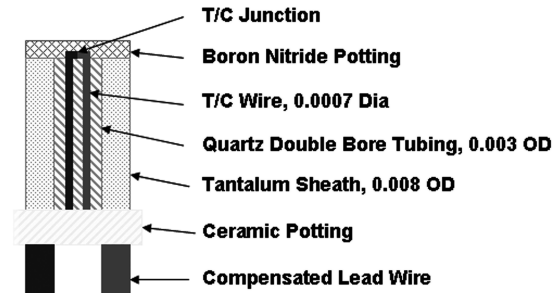 T/C Junction
Boron Nitride Potting
T/C Wire, 0.0007 Dia
Quartz Double Bore Tubing, 0.003 OD
Tantalum Sheath, 0.008 OD
Ceramic Potting
Compensated Lead Wire